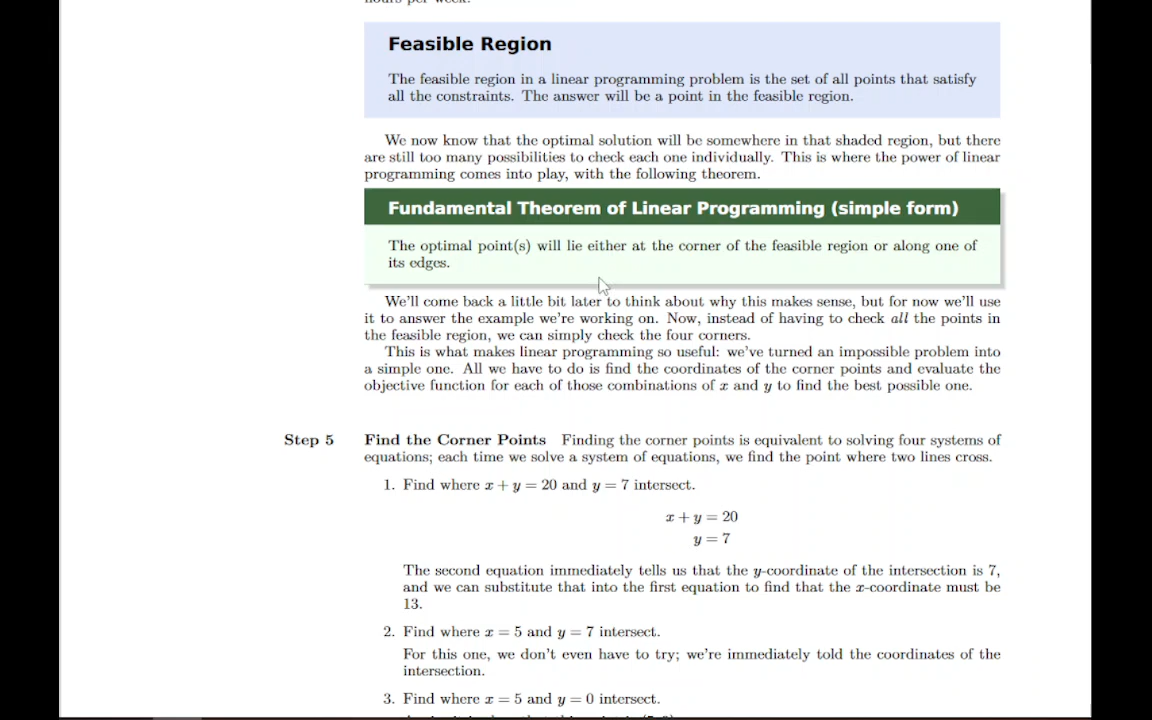 hours per week.
Feasible Region
The feasible region in a linear programming problem is the set of all points that satisfy
all the constraints. The answer will be a point in the feasible region.
We now know that the optimal solution will be somewhere in that shaded region, but there
are still too many possibilities to check each one individually. This is where the power of linear
programming comes into play, with the following theorem.
Fundamental Theorem of Linear Programming (simple form)
The optimal point(s) will lie either at the corner of the feasible region or along one of
its edges.
We'll come back a little bit later to think about why this makes sense, but for now we'll use
it to answer the example we're working on. Now, instead of having to check all the points in
the feasible region, we can simply check the four corners.
This is what makes linear programming so useful: we've turned an impossible problem into
a simple one. All we have to do is find the coordinates of the corner points and evaluate the
objective function for each of those combinations of x and y to find the best possible one.
Step 5 Find the Corner Points Finding the corner points is equivalent to solving four systems of
equations; each time we solve a system of equations, we find the point where two lines cross.
1. Find where x + y = 20 and y = 7 intersect.
x + y = 20
y = 7
The second equation immediately tells us that the y-coordinate of the intersection is 7,
and we can substitute that into the first equation to find that the x-coordinate must be
13.
2. Find where x = 5 and y = 7 intersect.
For this one, we don't even have to try; we're immediately told the coordinates of the
intersection.
3. Find where x = 5 and y = 0 intersect.